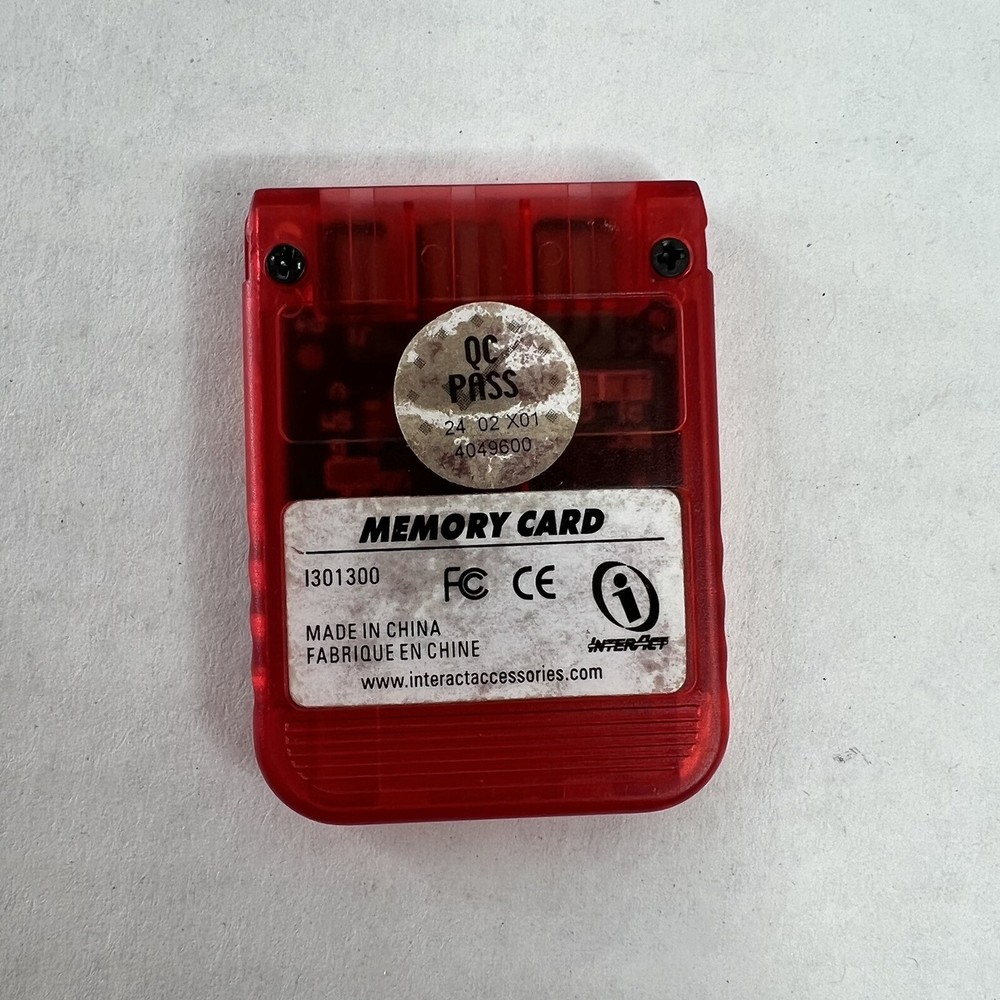 QC
PASS
24 02 X01
4049600
MEMORY CARD
I301300 FC CE
i
INTERACT
MADE IN CHINA
FABRIQUE EN CHINE
www.interactaccessories.com